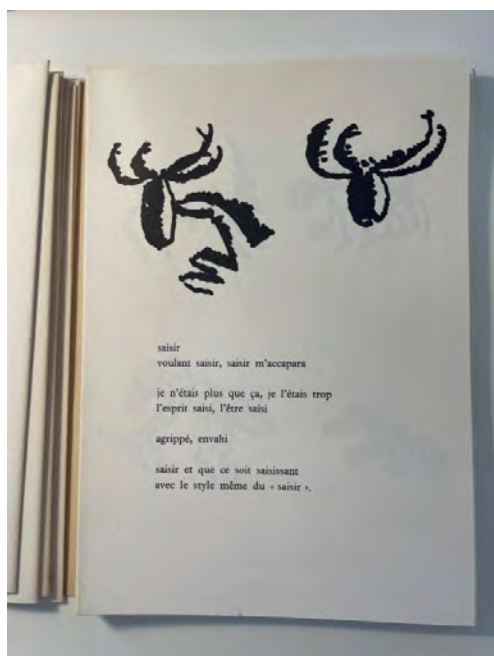 saisir
voulant saisir, saisir m'accapara
je n'étais plus que ça, je l'étais trop
l'esprit saisi, l'être saisi
agrippé, envahi
saisir et que ce soit saisissant
avec le style même du « saisir ».